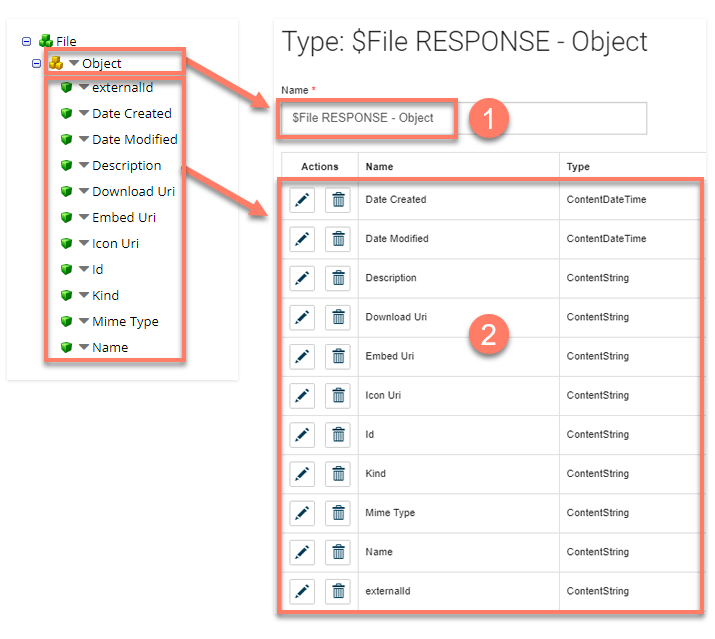 File
Object
externalId
Date Created
Date Modified
Description
Download Uri
Embed Uri
Icon Uri
Id
Kind
Mime Type
Name
Type: $File RESPONSE - Object
Name *
$File RESPONSE - Object
1
Actions Name Type
Date Created ContentDateTime
Date Modified ContentDateTime
Description ContentString
Download Uri ContentString
2
Embed Uri ContentString
Icon Uri ContentString
Id ContentString
Kind ContentString
Mime Type ContentString
Name ContentString
externalId ContentString